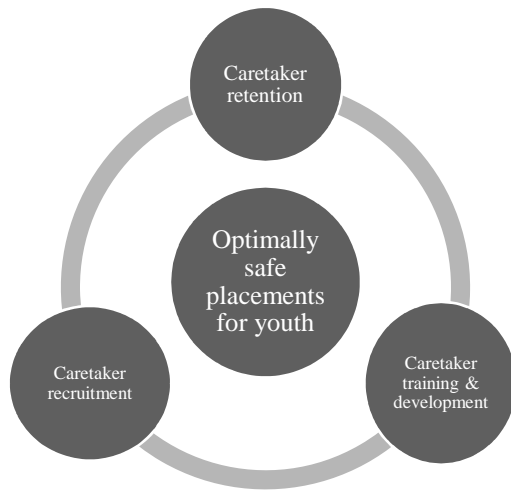 Caretaker
retention
Optimally
safe
placements
for youth
Caretaker
recruitment
Caretaker
training &
development